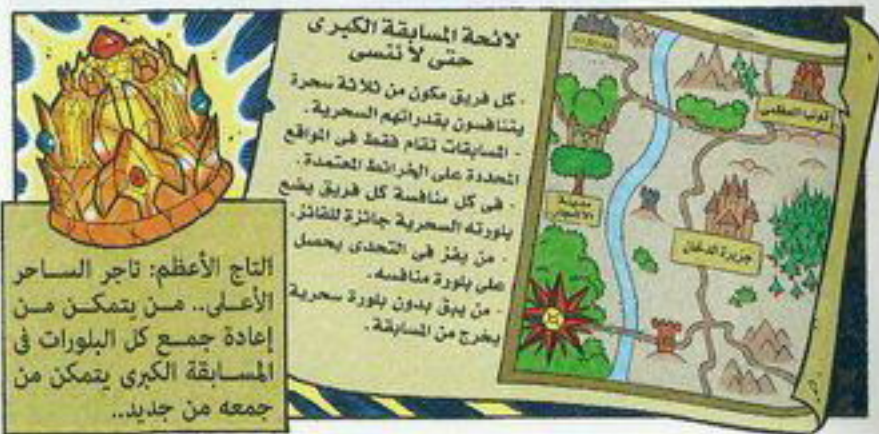 لائحة المسابقة الكبرى
حتى لا ننسى
- كل فريق مكون من ثلاثة سحرة
يتنافسون بقدراتهم السحرية.
- المسابقات تقام فقط فى المواقع
المحددة على الخرائط المعتمدة.
- فى كل منافسة كل فريق يضع
بلورته السحرية جائزة للفائز.
- من يفز فى التحدى يحصل
على بلورة منافسه.
- من يبق بدون بلورة سحرية
يخرج من المسابقة.
العظمى
مدينة
الأشجار
جزيرة الدخان
التاج الأعظم: تاجر الساحر
الأعلى.. من يتمكن من
إعادة جمع كل البلورات فى
المسابقة الكبرى يتمكن من
جمعه من جديد..